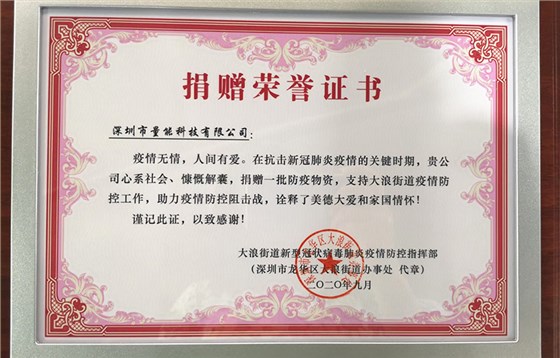 捐赠荣誉证书
深圳市量能科技有限公司：
疫情无情，人间有爱。在抗击新冠肺炎疫情的关键时期，贵公
司心系社会、慷慨解囊，捐赠一批防疫物资，支持大浪街道疫情防
控工作，助力疫情防控阻击战，诠释了美德大爱和家国情怀！
谨记此证，以致感谢！
大浪街道新型冠状病毒肺炎疫情防控指挥部
（深圳市龙华区大浪街道办事处 代章）
二〇二〇年九月